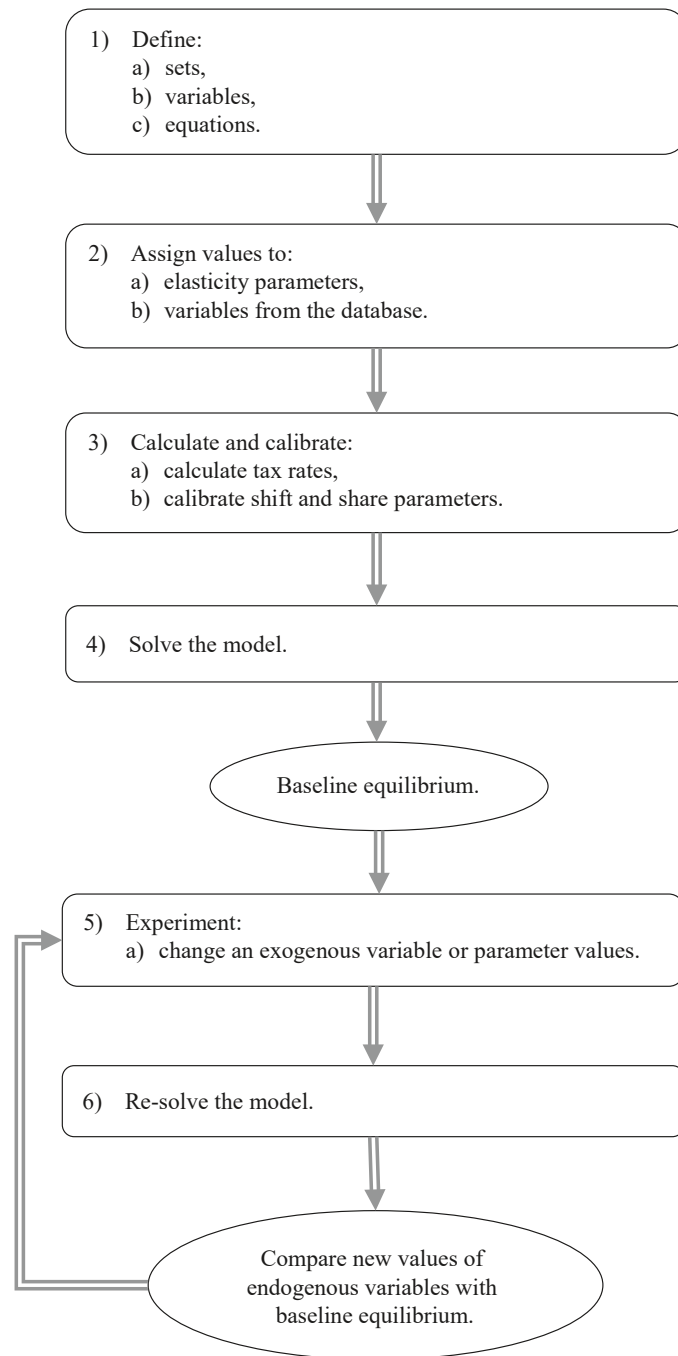 1) Define:
a) sets,
b) variables,
c) equations.
2) Assign values to:
a) elasticity parameters,
b) variables from the database.
3) Calculate and calibrate:
a) calculate tax rates,
b) calibrate shift and share parameters.
4) Solve the model.
Baseline equilibrium.
5) Experiment:
a) change an exogenous variable or parameter values.
6) Re-solve the model.
Compare new values of
endogenous variables with
baseline equilibrium.